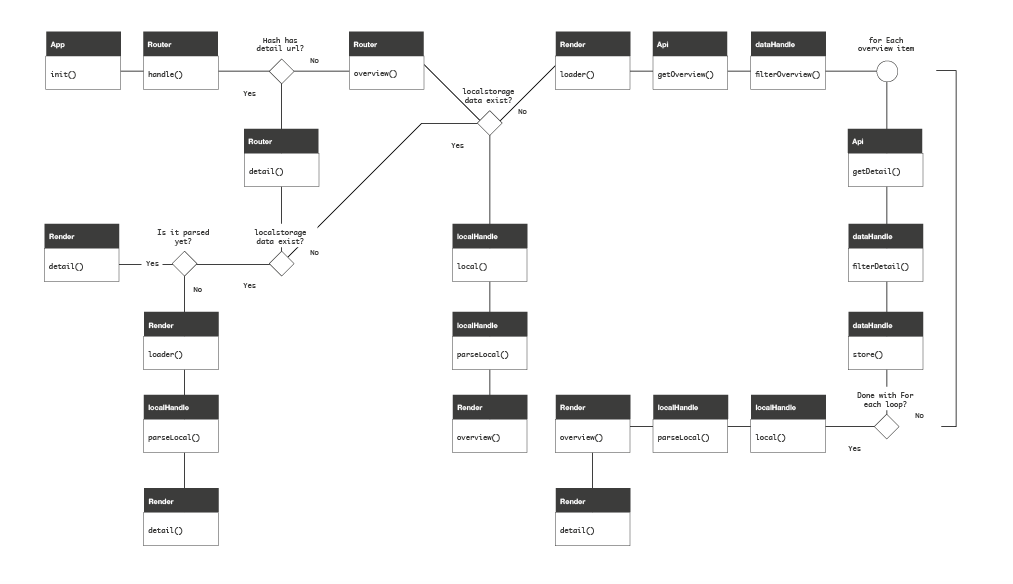 App
init()
Router
handle()
Hash has
detail url?
No
Yes
Router
overview()
Render
loader()
Api
getOverview()
dataHandle
filterOverview()
for Each
overview item
localstorage
data exist?
No
Yes
Router
detail()
Api
getDetail()
Render
detail()
Is it parsed
yet?
Yes
No
localstorage
data exist?
No
Yes
localHandle
local()
dataHandle
filterDetail()
Render
loader()
localHandle
parseLocal()
dataHandle
store()
localHandle
parseLocal()
Render
overview()
Render
overview()
localHandle
parseLocal()
localHandle
local()
Done with For
each loop?
No
Yes
Render
detail()
Render
detail()